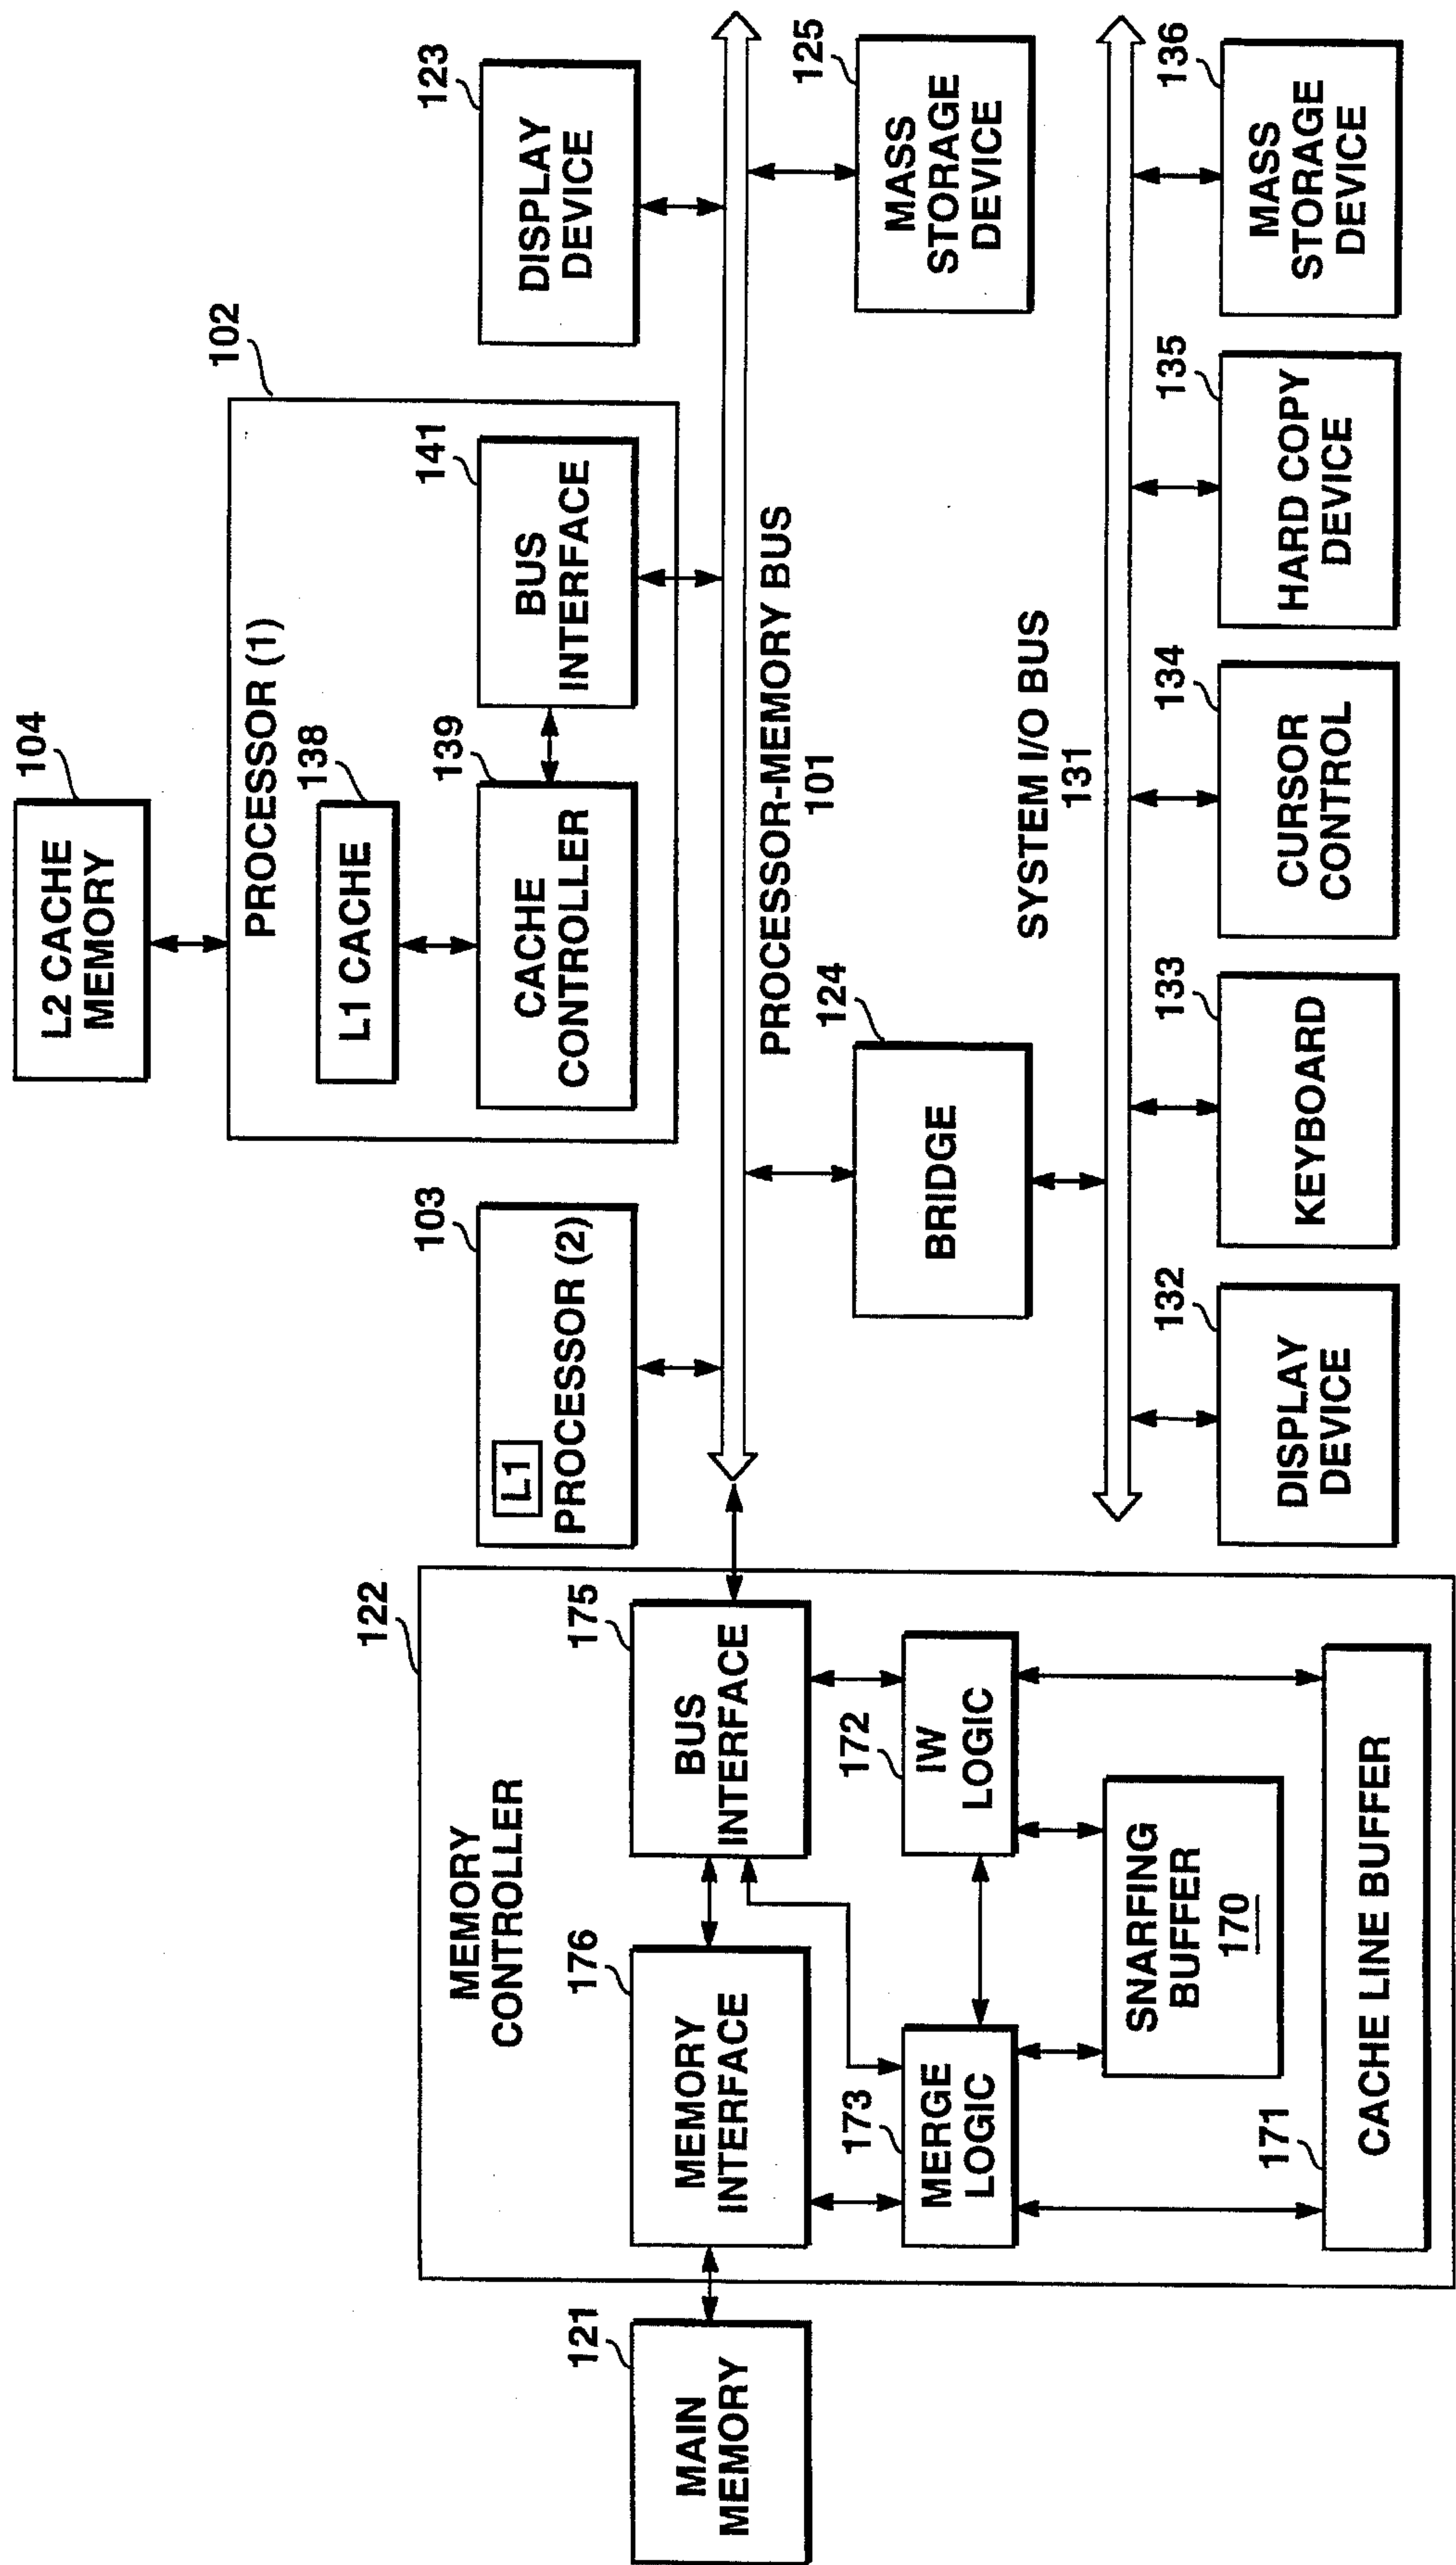 104
L2 CACHE
MEMORY
102
PROCESSOR (1)
138
L1 CACHE
139
CACHE
CONTROLLER
141
BUS
INTERFACE
123
DISPLAY
DEVICE
103
L1
PROCESSOR (2)
PROCESSOR-MEMORY BUS
101
122
MEMORY
CONTROLLER
121
MAIN
MEMORY
176
MEMORY
INTERFACE
175
BUS
INTERFACE
173
MERGE
LOGIC
172
IW
LOGIC
SNARFING
BUFFER
170
171
CACHE LINE BUFFER
124
BRIDGE
125
MASS
STORAGE
DEVICE
SYSTEM I/O BUS
131
132
DISPLAY
DEVICE
133
KEYBOARD
134
CURSOR
CONTROL
135
HARD COPY
DEVICE
136
MASS
STORAGE
DEVICE